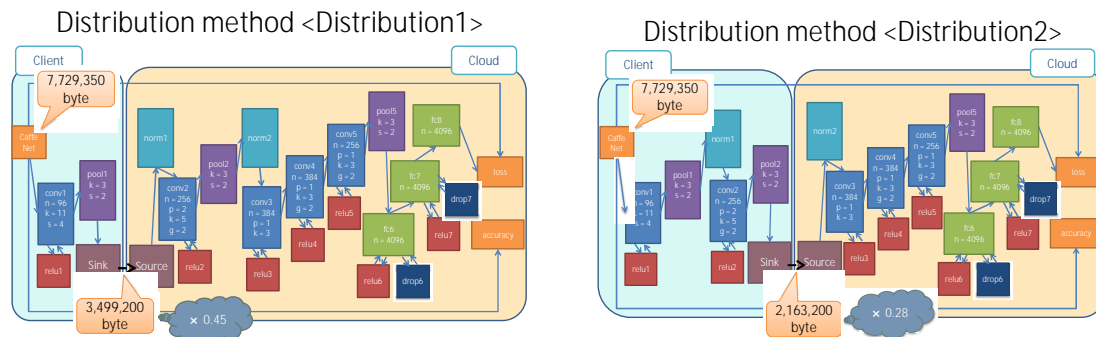 Distribution method <Distribution1>
Client
Cloud
7,729,350
byte
Caffe
Net
pool1
k = 3
s = 2
conv1
n = 96
k = 11
s = 4
relu1
Sink
Source
norm1
conv2
n = 256
p = 2
k = 5
g = 2
relu2
pool2
k = 3
s = 2
norm2
conv3
n = 384
p = 1
k = 3
relu3
conv4
n = 384
p = 1
k = 3
g = 2
relu4
conv5
n = 256
p = 1
k = 3
g = 2
relu5
pool5
k = 3
s = 2
fc6
n = 4096
relu6
drop6
fc7
n = 4096
relu7
drop7
fc8
n = 4096
loss
accuracy
3,499,200
byte
× 0.45
Distribution method <Distribution2>
Client
Cloud
7,729,350
byte
Caffe
Net
conv1
n = 96
k = 11
s = 4
relu1
pool1
k = 3
s = 2
norm1
conv2
n = 256
p = 2
k = 5
g = 2
relu2
pool2
k = 3
s = 2
Sink
Source
norm2
conv3
n = 384
p = 1
k = 3
relu3
conv4
n = 384
p = 1
k = 3
g = 2
relu4
conv5
n = 256
p = 1
k = 3
g = 2
relu5
pool5
k = 3
s = 2
fc6
n = 4096
relu6
drop6
fc7
n = 4096
relu7
drop7
fc8
n = 4096
loss
accuracy
2,163,200
byte
× 0.28